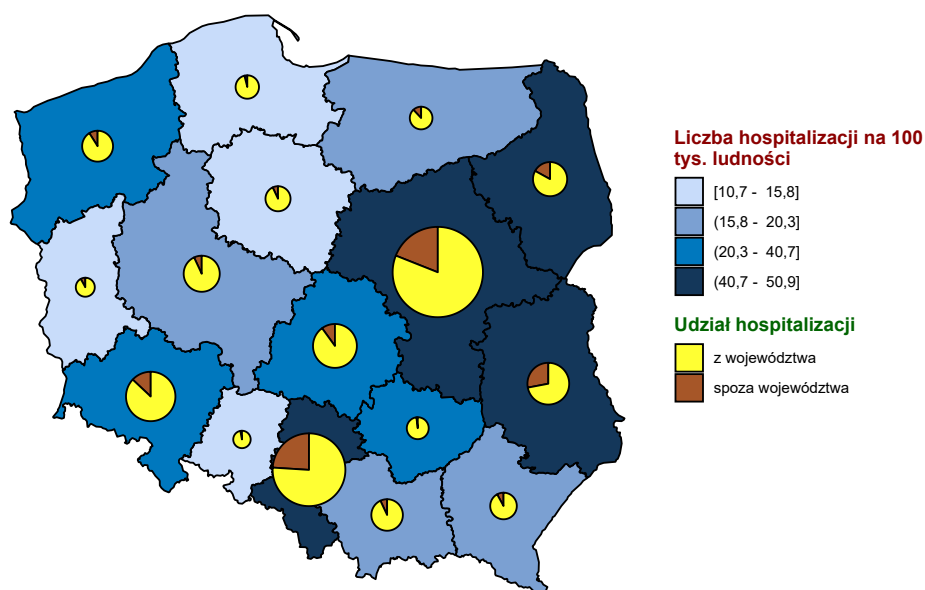 Liczba hospitalizacji na 100
tys. ludności
[10,7 - 15,8]
(15,8 - 20,3]
(20,3 - 40,7]
(40,7 - 50,9]
Udział hospitalizacji
z województwa
spoza województwa